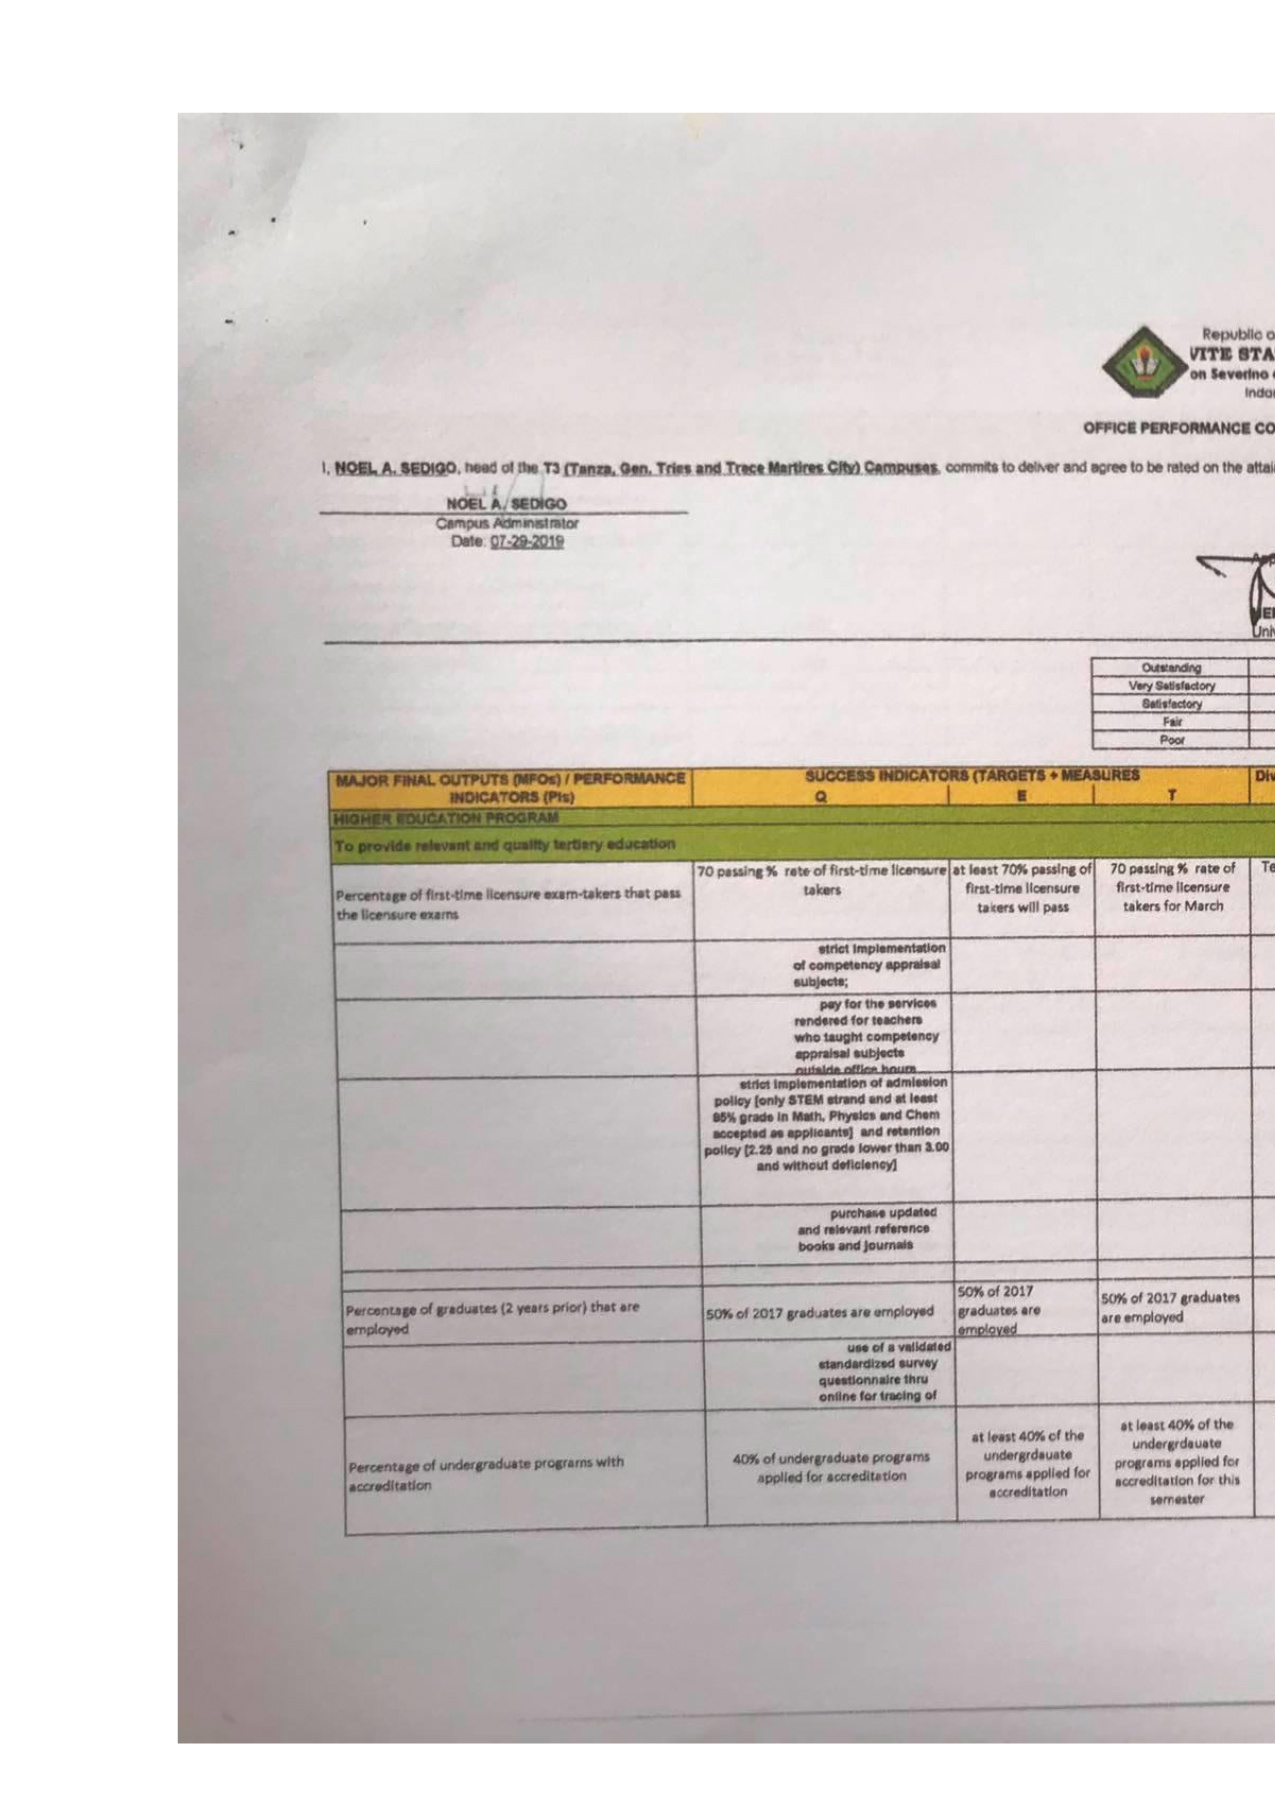 Republic o
VITE STA
on Severino
Inda
OFFICE PERFORMANCE CO
I, NOEL A. SEDIGO, head of the T3 (Tanza, Gen. Trias and Trece Martires City) Campuses, commits to deliver and agree to be rated on the attai
NOEL A. SEDIGO
Campus Administrator
Date: 07-29-2019
Uni
Outstanding
Very Satisfactory
Satisfactory
Fair
Poor
MAJOR FINAL OUTPUTS (MFOs) / PERFORMANCE
INDICATORS (PIs)
SUCCESS INDICATORS (TARGETS + MEASURES
Q
E
T
Div
HIGHER EDUCATION PROGRAM
To provide relevant and quality tertiary education
Percentage of first-time licensure exam-takers that pass
the licensure exams
70 passing % rate of first-time licensure
takers
at least 70% passing of
first-time licensure
takers will pass
70 passing % rate of
first-time licensure
takers for March
Te
strict implementation
of competency appraisal
subjects;
pay for the services
rendered for teachers
who taught competency
appraisal subjects
outside office hours
strict implementation of admission
policy [only STEM strand and at least
85% grade in Math, Physics and Chem
accepted as applicants] and retention
policy [2.25 and no grade lower than 3.00
and without deficiency]
purchase updated
and relevant reference
books and journals
Percentage of graduates (2 years prior) that are
employed
50% of 2017 graduates are employed
50% of 2017
graduates are
employed
50% of 2017 graduates
are employed
use of a validated
standardized survey
questionnaire thru
online for tracing of
Percentage of undergraduate programs with
accreditation
40% of undergraduate programs
applied for accreditation
at least 40% of the
undergrdauate
programs applied for
accreditation
at least 40% of the
undergrdauate
programs applied for
accreditation for this
semester